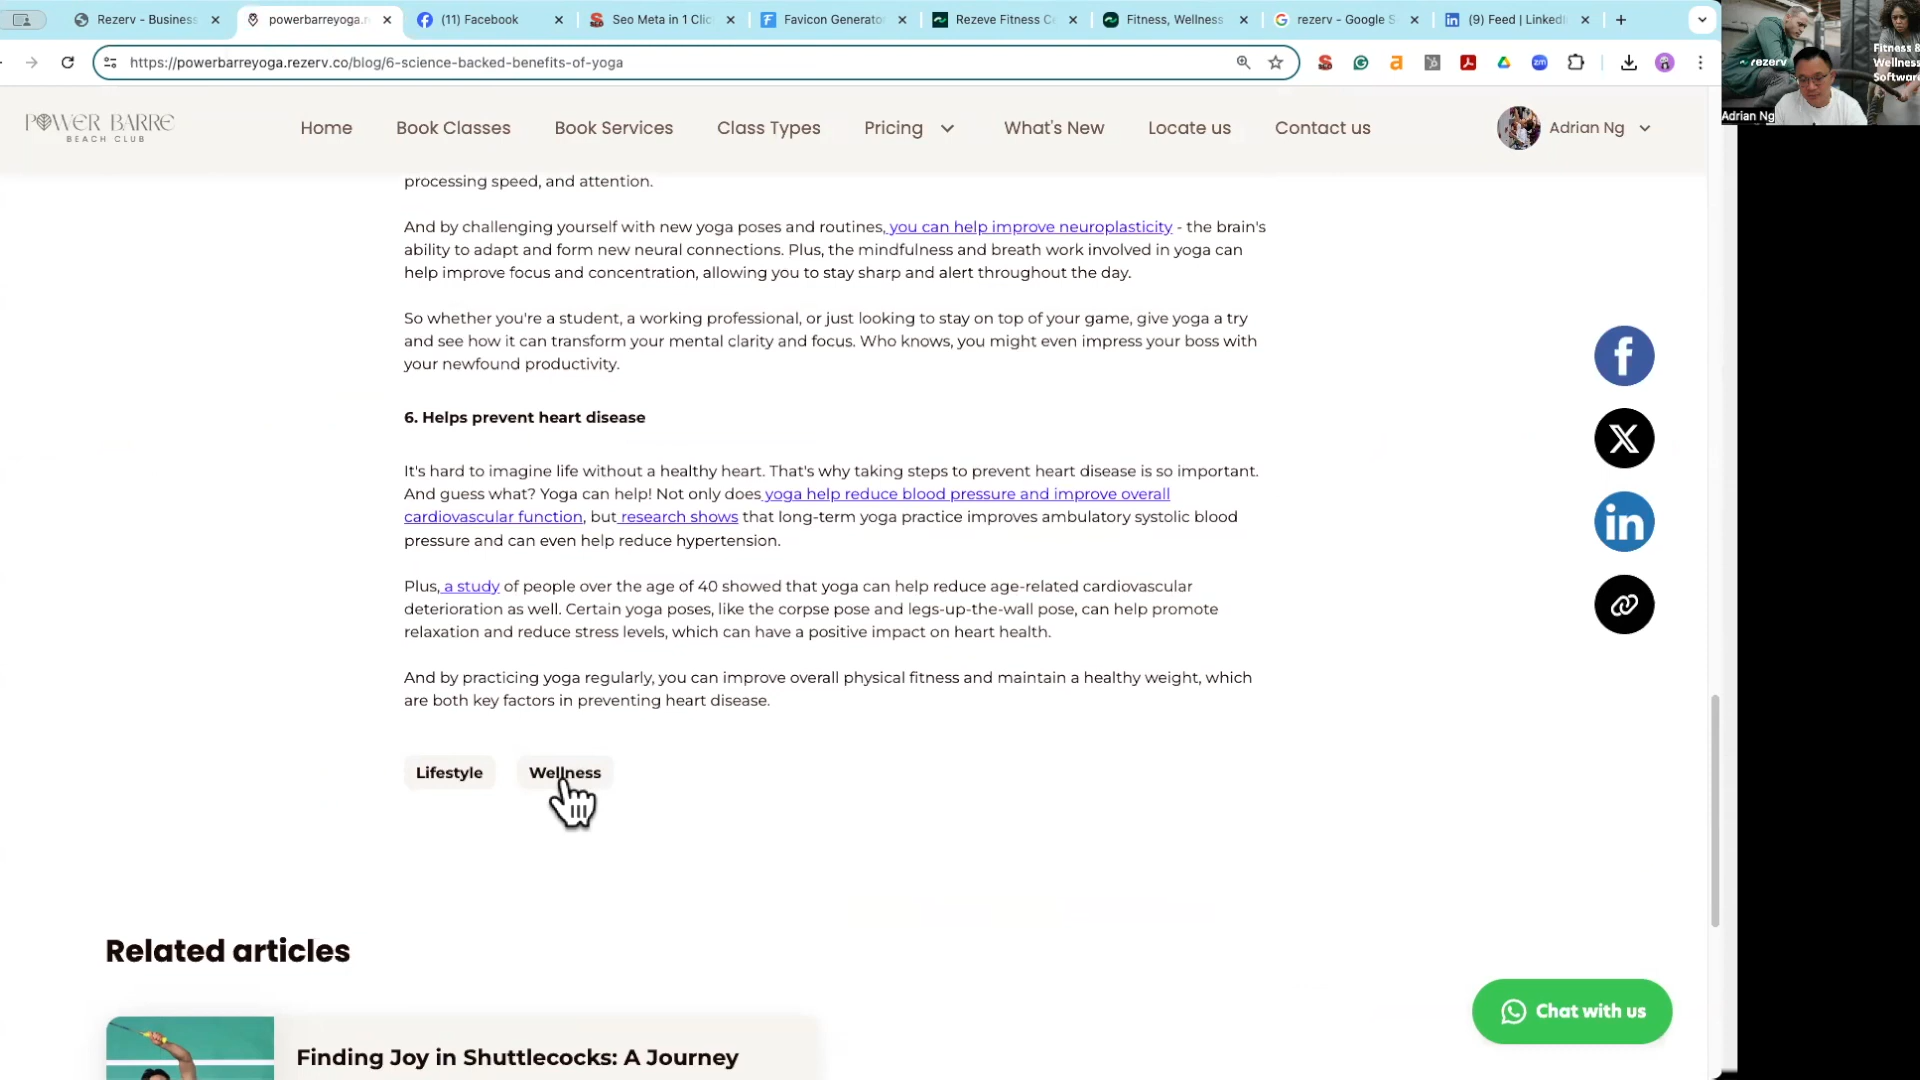 Rezerv - Business
powerbarreyoga.r
(11) Facebook
Seo Meta in 1 Clic
Favicon Generato
Rezeve Fitness Ce
Fitness, Wellness
rezerv - Google S
(9) Feed | LinkedI
https://powerbarreyoga.rezerv.co/blog/6-science-backed-benefits-of-yoga
POWER BARRE
BEACH CLUB
Home
Book Classes
Book Services
Class Types
Pricing
What's New
Locate us
Contact us
Adrian Ng
rezerv
Fitness &
Wellness
Software
Adrian Ng
processing speed, and attention.
And by challenging yourself with new yoga poses and routines, you can help improve neuroplasticity - the brain's
ability to adapt and form new neural connections. Plus, the mindfulness and breath work involved in yoga can
help improve focus and concentration, allowing you to stay sharp and alert throughout the day.
So whether you're a student, a working professional, or just looking to stay on top of your game, give yoga a try
and see how it can transform your mental clarity and focus. Who knows, you might even impress your boss with
your newfound productivity.
6. Helps prevent heart disease
It's hard to imagine life without a healthy heart. That's why taking steps to prevent heart disease is so important.
And guess what? Yoga can help! Not only does yoga help reduce blood pressure and improve overall
cardiovascular function, but research shows that long-term yoga practice improves ambulatory systolic blood
pressure and can even help reduce hypertension.
Plus, a study of people over the age of 40 showed that yoga can help reduce age-related cardiovascular
deterioration as well. Certain yoga poses, like the corpse pose and legs-up-the-wall pose, can help promote
relaxation and reduce stress levels, which can have a positive impact on heart health.
And by practicing yoga regularly, you can improve overall physical fitness and maintain a healthy weight, which
are both key factors in preventing heart disease.
Lifestyle
Wellness
Related articles
Finding Joy in Shuttlecocks: A Journey
Chat with us